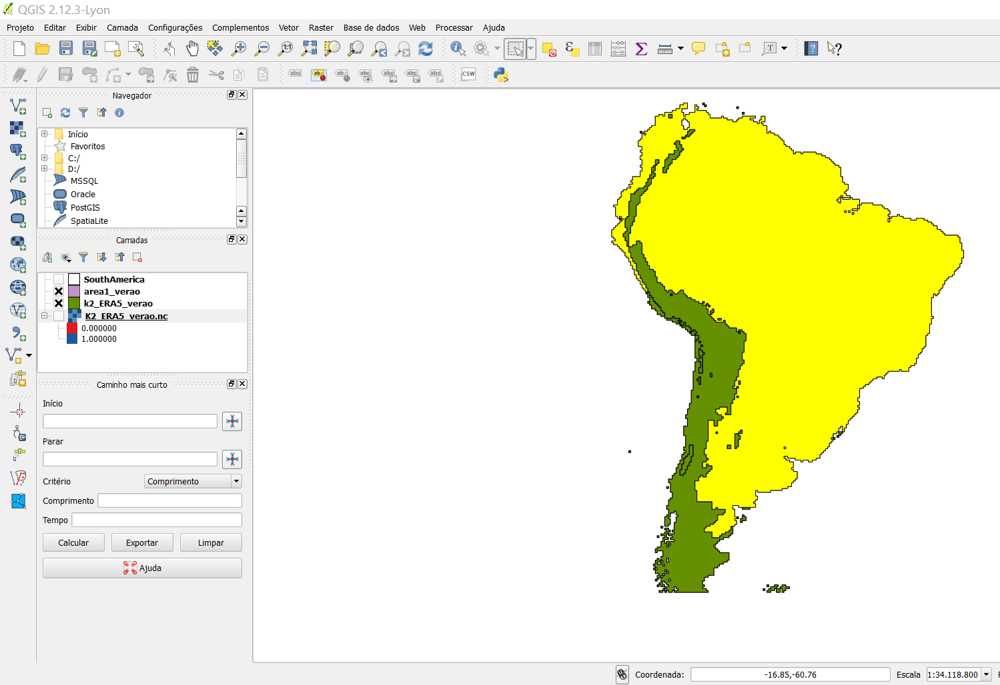 QGIS 2.12.3-Lyon
Projeto Editar Exibir Camada Configurações Complementos Vetor Raster Base de dados Web Processar Ajuda
Navegador
Início
Favoritos
C:/
D:/
MSSQL
Oracle
PostGIS
SpatiaLite
Camadas
SouthAmerica
area1_verao
k2_ERA5_verao
K2_ERA5_verao.nc
0.000000
1.000000
Caminho mais curto
Início
Parar
Critério Comprimento
Comprimento
Tempo
Calcular Exportar Limpar
Ajuda
Coordenada: -16.85,-60.76 Escala 1:34.118.800